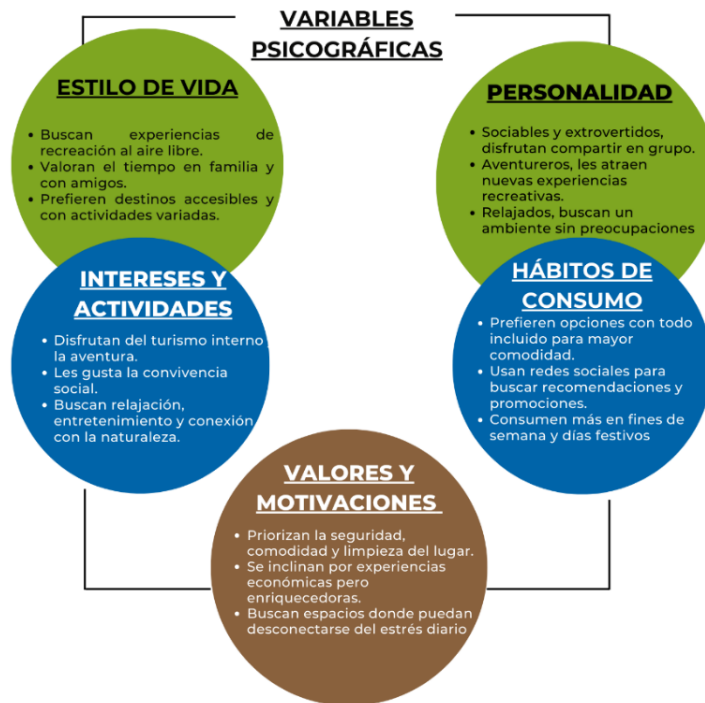 VARIABLES
PSICOGRÁFICAS
ESTILO DE VIDA
• Buscan experiencias de
recreación al aire libre.
• Valoran el tiempo en familia y
con amigos.
• Prefieren destinos accesibles y
con actividades variadas.
PERSONALIDAD
• Sociables y extrovertidos,
disfrutan compartir en grupo.
• Aventureros, les atraen
nuevas experiencias
recreativas.
• Relajados, buscan un
ambiente sin preocupaciones
INTERESES Y
ACTIVIDADES
• Disfrutan del turismo interno
la aventura.
• Les gusta la convivencia
social.
• Buscan relajación,
entretenimiento y conexión
con la naturaleza.
HÁBITOS DE
CONSUMO
• Prefieren opciones con todo
incluido para mayor
comodidad.
• Usan redes sociales para
buscar recomendaciones y
promociones.
• Consumen más en fines de
semana y días festivos
VALORES Y
MOTIVACIONES
• Priorizan la seguridad,
comodidad y limpieza del lugar.
• Se inclinan por experiencias
económicas pero
enriquecedoras.
• Buscan espacios donde puedan
desconectarse del estrés diario